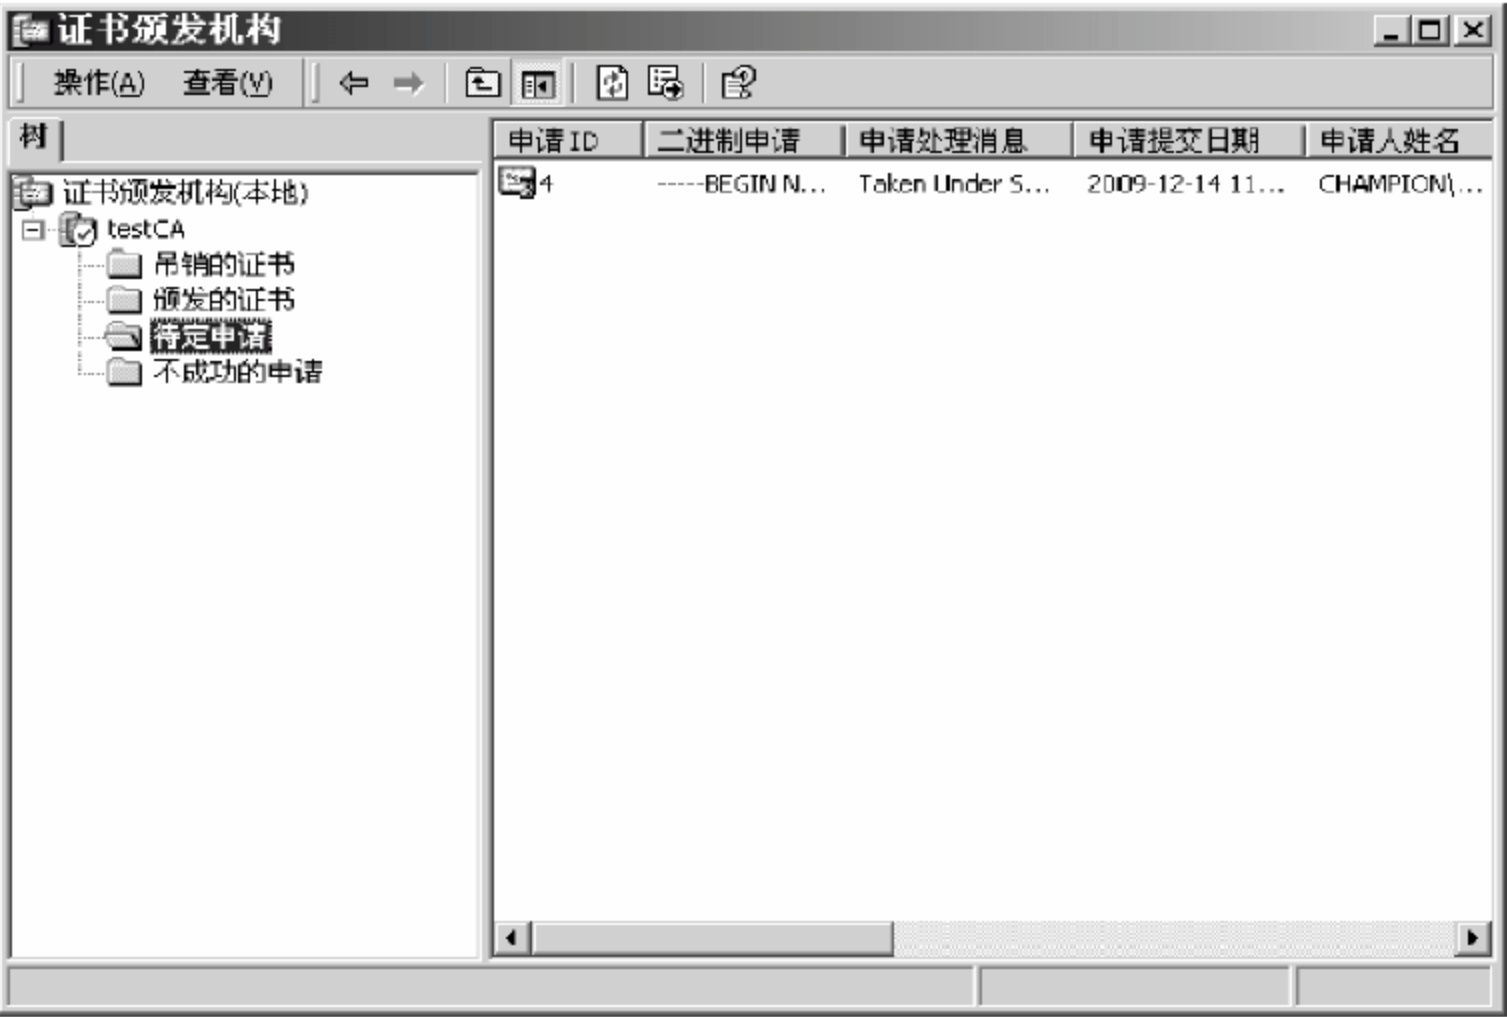 证书颁发机构
操作(A) 查看(V)
树
证书颁发机构(本地)
testCA
吊销的证书
颁发的证书
待定申请
不成功的申请
申请 ID 二进制申请 申请处理消息 申请提交日期 申请人姓名
4 -----BEGIN N... Taken Under S... 2009-12-14 11... CHAMPION\...